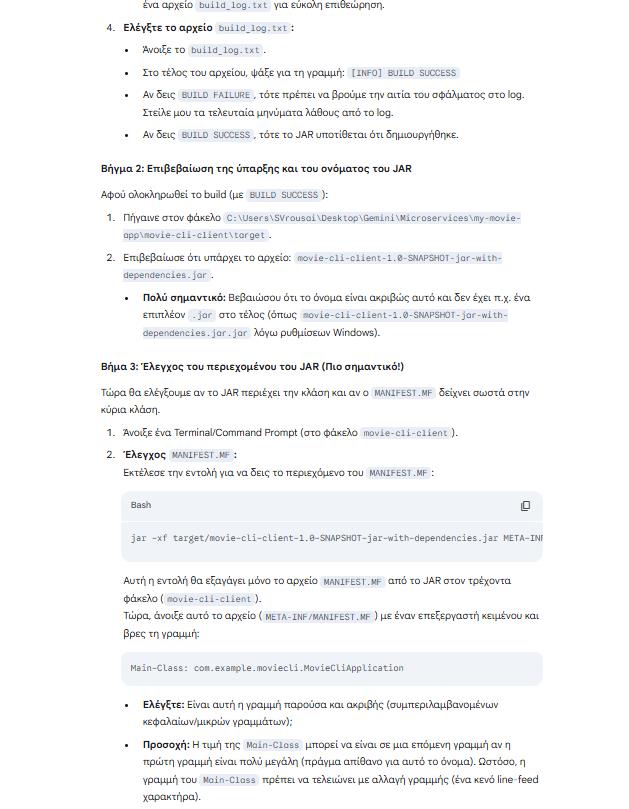 ένα αρχείο build_log.txt για εύκολη επιθεώρηση.
4. Ελέγξτε το αρχείο build_log.txt :
• Άνοιξε το build_log.txt .
• Στο τέλος του αρχείου, ψάξε για τη γραμμή: [INFO] BUILD SUCCESS
• Αν δεις BUILD FAILURE , τότε πρέπει να βρούμε την αιτία του σφάλματος στο log.
Στείλε μου τα τελευταία μηνύματα λάθους από το log.
• Αν δεις BUILD SUCCESS , τότε το JAR υποτίθεται ότι δημιουργήθηκε.
Βήγμα 2: Επιβεβαίωση της ύπαρξης και του ονόματος του JAR
Αφού ολοκληρωθεί το build (με BUILD SUCCESS ):
1. Πήγαινε στον φάκελο C:\Users\SVrousai\Desktop\Gemini\Microservices\my-movie-
app\movie-cli-client\target .
2. Επιβεβαίωσε ότι υπάρχει το αρχείο: movie-cli-client-1.0-SNAPSHOT-jar-with-
dependencies.jar .
• Πολύ σημαντικό: Βεβαιώσου ότι το όνομα είναι ακριβώς αυτό και δεν έχει π.χ. ένα
επιπλέον .jar στο τέλος (όπως movie-cli-client-1.0-SNAPSHOT-jar-with-
dependencies.jar.jar λόγω ρυθμίσεων Windows).
Βήμα 3: Έλεγχος του περιεχομένου του JAR (Πιο σημαντικό!)
Τώρα θα ελέγξουμε αν το JAR περιέχει την κλάση και αν ο MANIFEST.MF δείχνει σωστά στην
κύρια κλάση.
1. Άνοιξε ένα Terminal/Command Prompt (στο φάκελο movie-cli-client ).
2. Έλεγχος MANIFEST.MF :
Εκτέλεσε την εντολή για να δεις το περιεχόμενο του MANIFEST.MF :
Bash
jar -xf target/movie-cli-client-1.0-SNAPSHOT-jar-with-dependencies.jar META-INF
Αυτή η εντολή θα εξαγάγει μόνο το αρχείο MANIFEST.MF από το JAR στον τρέχοντα
φάκελο ( movie-cli-client ).
Τώρα, άνοιξε αυτό το αρχείο ( META-INF/MANIFEST.MF ) με έναν επεξεργαστή κειμένου και
βρες τη γραμμή:
Main-Class: com.example.moviecli.MovieCliApplication
• Ελέγξτε: Είναι αυτή η γραμμή παρούσα και ακριβής (συμπεριλαμβανομένων
κεφαλαίων/μικρών γραμμάτων);
• Προσοχή: Η τιμή της Main-Class μπορεί να είναι σε μια επόμενη γραμμή αν η
πρώτη γραμμή είναι πολύ μεγάλη (πράγμα απίθανο για αυτό το όνομα). Ωστόσο, η
γραμμή του Main-Class πρέπει να τελειώνει με αλλαγή γραμμής (ένα κενό line-feed
χαρακτήρα).